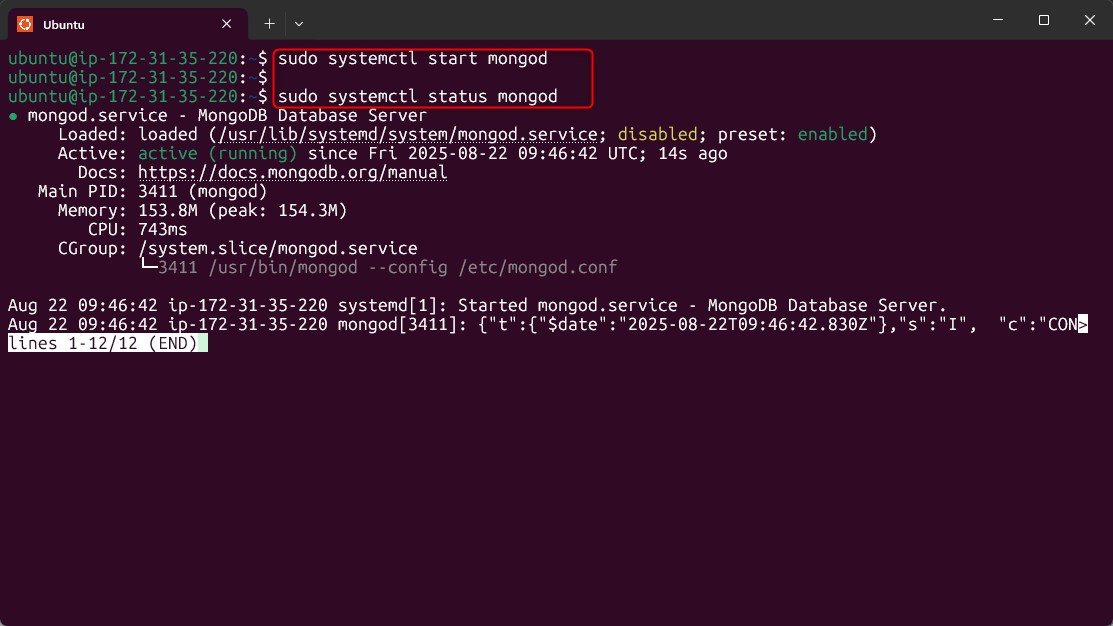 Ubuntu
ubuntu@ip-172-31-35-220:~$ sudo systemctl start mongod
ubuntu@ip-172-31-35-220:~$
ubuntu@ip-172-31-35-220:~$ sudo systemctl status mongod
● mongod.service - MongoDB Database Server
Loaded: loaded (/usr/lib/systemd/system/mongod.service; disabled; preset: enabled)
Active: active (running) since Fri 2025-08-22 09:46:42 UTC; 14s ago
Docs: https://docs.mongodb.org/manual
Main PID: 3411 (mongod)
Memory: 153.8M (peak: 154.3M)
CPU: 743ms
CGroup: /system.slice/mongod.service
└─3411 /usr/bin/mongod --config /etc/mongod.conf
Aug 22 09:46:42 ip-172-31-35-220 systemd[1]: Started mongod.service - MongoDB Database Server.
Aug 22 09:46:42 ip-172-31-35-220 mongod[3411]: {"t":{"$date":"2025-08-22T09:46:42.830Z"},"s":"I",  "c":"CON>
lines 1-12/12 (END)